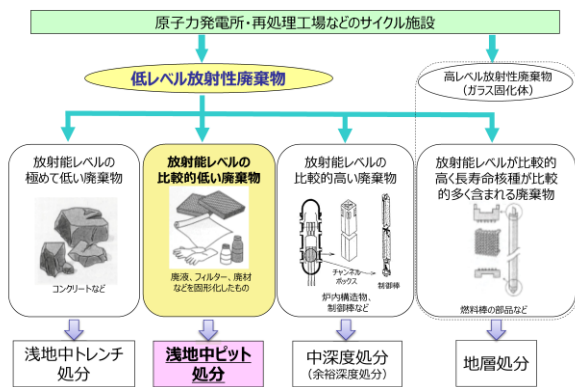 原子力発電所・再処理工場などのサイクル施設
低レベル放射性廃棄物
高レベル放射性廃棄物
(ガラス固化体)
放射能レベルの
極めて低い廃棄物
コンクリートなど
浅地中トレンチ
処分
放射能レベルの
比較的低い廃棄物
廃液、フィルター、廃材
などを固形化したもの
浅地中ピット
処分
放射能レベルの
比較的高い廃棄物
チャンネル
ボックス
制御棒
炉内構造物、
制御棒など
中深度処分
(余裕深度処分)
放射能レベルが比較的
高く長寿命核種が比較
的多く含まれる廃棄物
燃料棒の部品など
地層処分